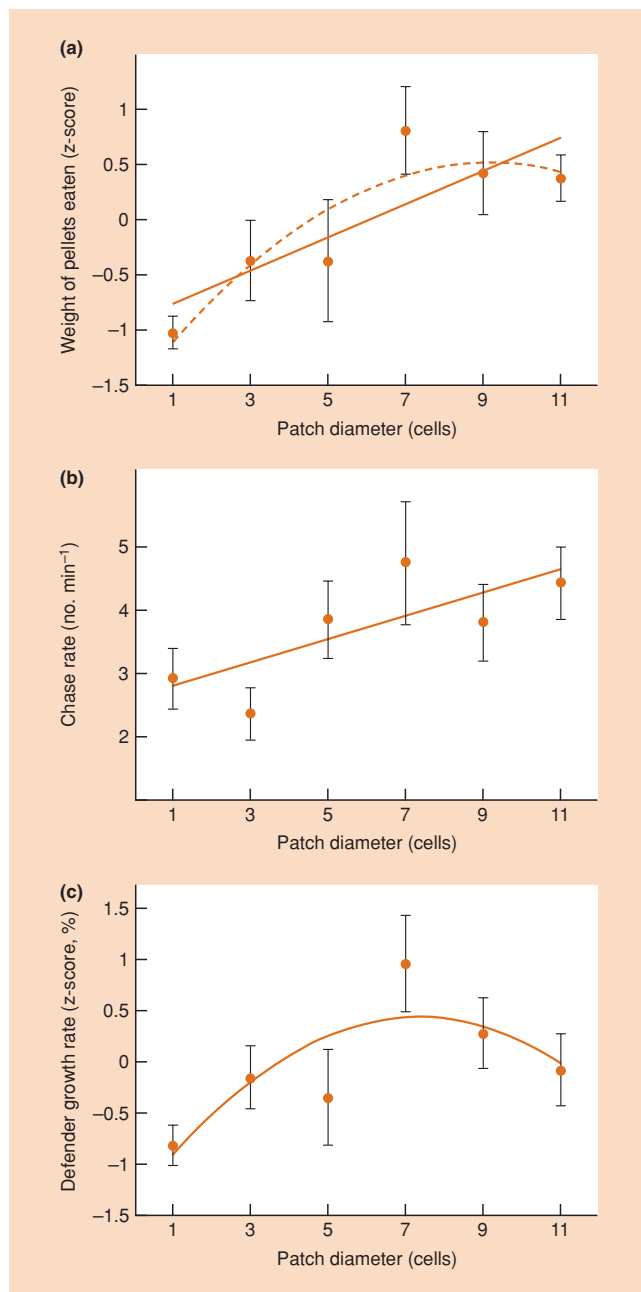 (a)
Weight of pellets eaten (z-score)
1
0.5
0
–0.5
–1
–1.5
1 3 5 7 9 11
Patch diameter (cells)
(b)
Chase rate (no. min⁻¹)
5
4
3
2
1 3 5 7 9 11
Patch diameter (cells)
(c)
Defender growth rate (z-score, %)
1.5
1
0.5
0
–0.5
–1
–1.5
1 3 5 7 9 11
Patch diameter (cells)